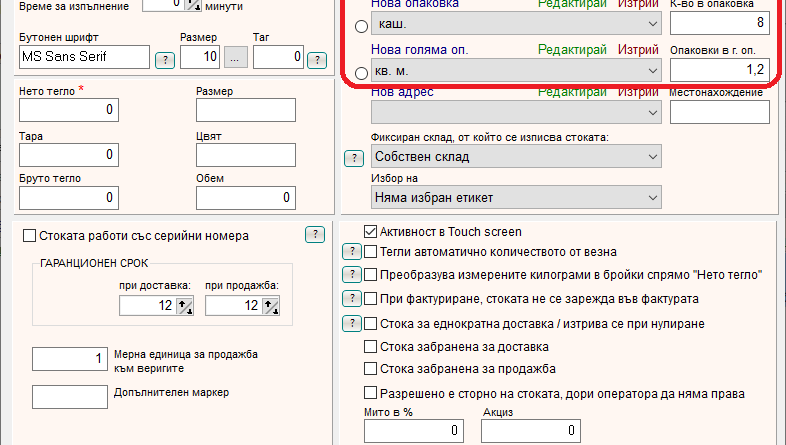 Време за изпълнение 0 минути
Бутонен шрифт Размер Таг
MS Sans Serif ? 10 ... 0 ?
Нето тегло * Размер
0
Тара Цвят
0
Бруто тегло Обем
0 0
Нова опаковка Редактирай Изтрий К-во в опаковка
каш. 8
Нова голяма оп. Редактирай Изтрий Опаковки в г. оп.
кв. м. 1,2
Нов адрес Редактирай Изтрий Местонахождение
Фиксиран склад, от който се изписва стоката:
? Собствен склад
Избор на
Няма избран етикет
Стоката работи със серийни номера ?
ГАРАНЦИОНЕН СРОК
при доставка: при продажба:
12 12
1 Мерна единица за продажба
към веригите
Допълнителен маркер
Активност в Touch screen
? Тегли автоматично количеството от везна
? Преобразува измерените килограми в бройки спрямо "Нето тегло"
? При фактуриране, стоката не се зарежда във фактурата
? Стока за еднократна доставка / изтрива се при нулиране
Стока забранена за доставка
Стока забранена за продажба
Разрешено е сторно на стоката, дори оператора да няма права
Мито в % Акциз
0 0